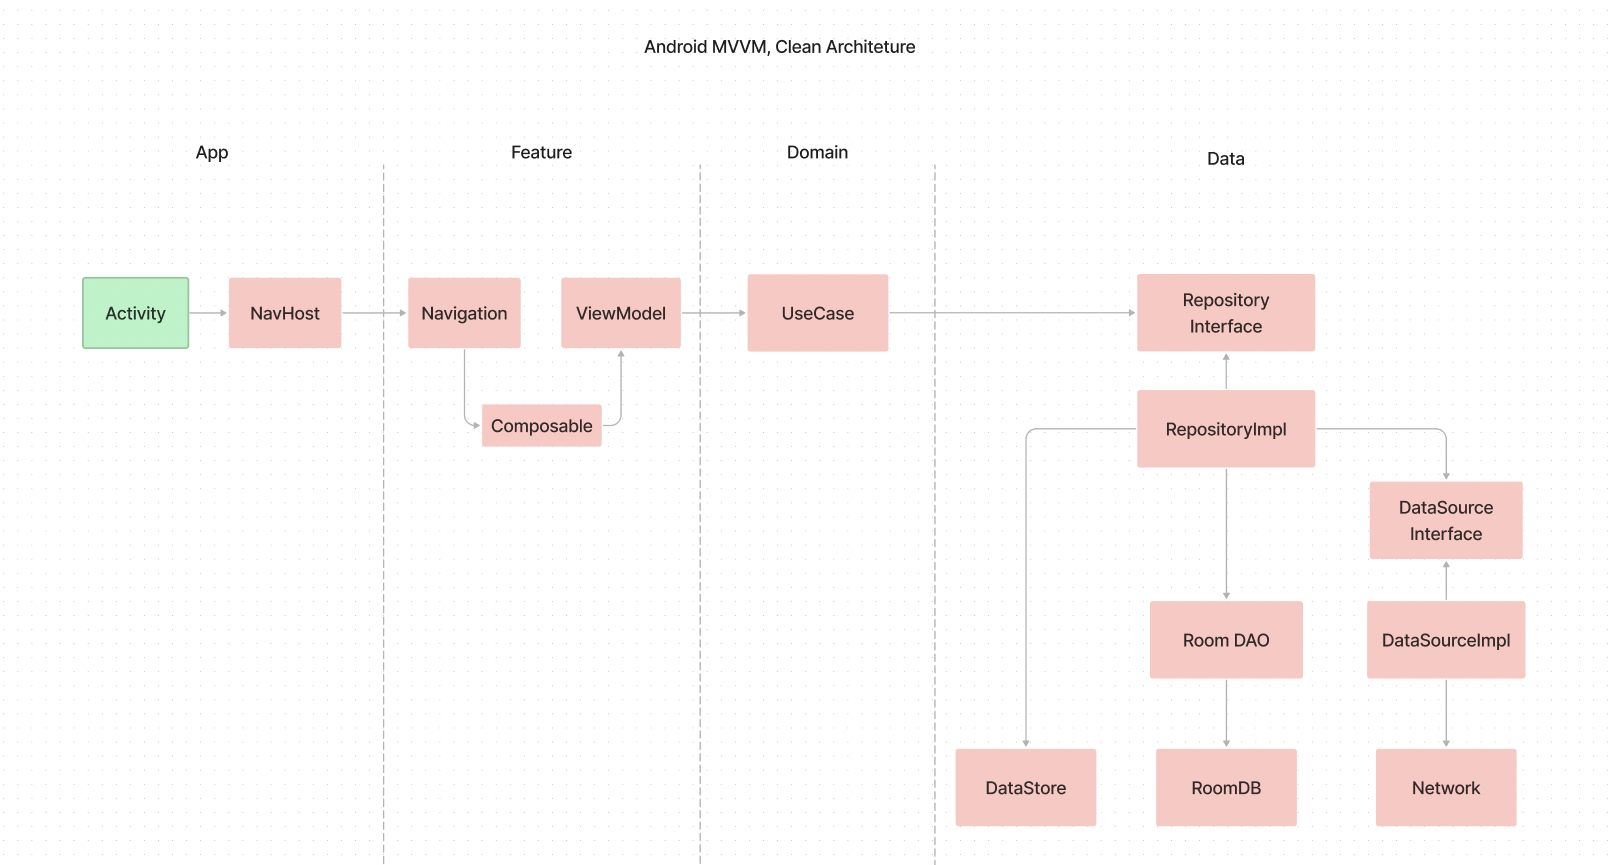 Android MVVM, Clean Architeture
App
Feature
Domain
Data
Activity
NavHost
Navigation
ViewModel
UseCase
Repository
Interface
Composable
RepositoryImpl
DataSource
Interface
Room DAO
DataSourceImpl
DataStore
RoomDB
Network